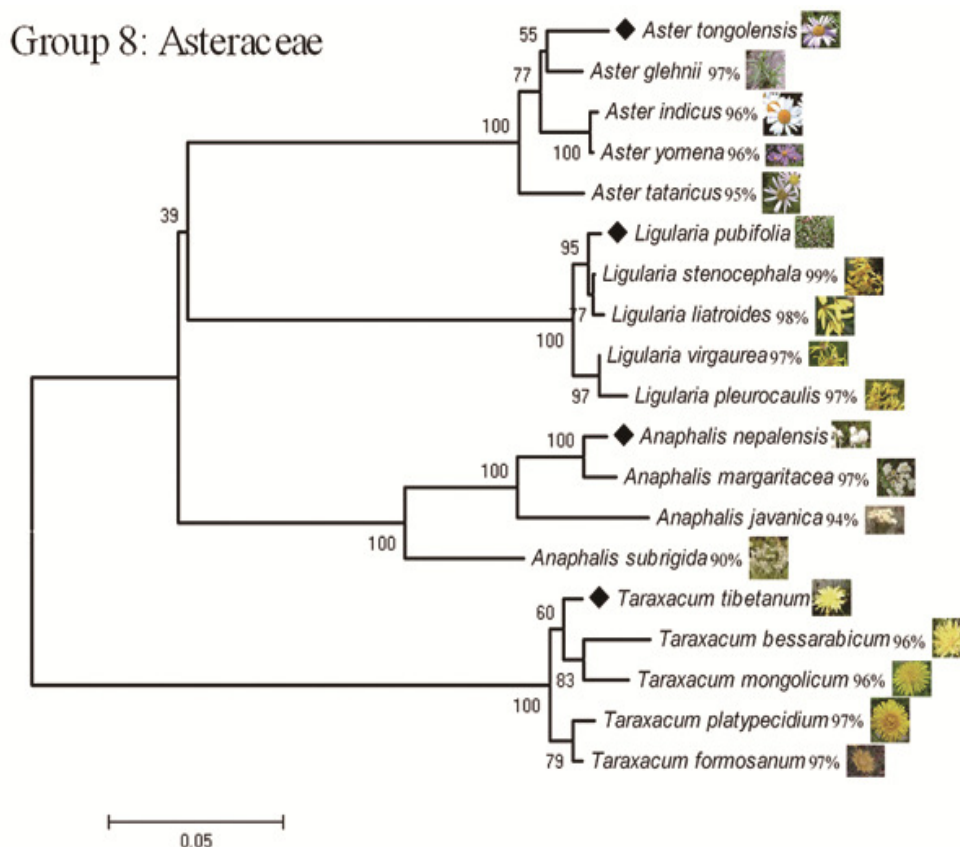 Group 8: Asteraceae
55
Aster tongolensis
77
Aster glehnii 97%
Aster indicus 96%
100
100
Aster yomena 96%
Aster tataricus 95%
39
Ligularia pubifolia
95
Ligularia stenocephala 99%
77
Ligularia liatroides 98%
100
Ligularia virgaurea 97%
97
Ligularia pleurocaulis 97%
100
Anaphalis nepalensis
100
Anaphalis margaritacea 97%
Anaphalis javanica 94%
100
Anaphalis subrigida 90%
60
Taraxacum tibetanum
Taraxacum bessarabicum 96%
83
Taraxacum mongolicum 96%
100
Taraxacum platypecidium 97%
79
Taraxacum formosanum 97%
0.05